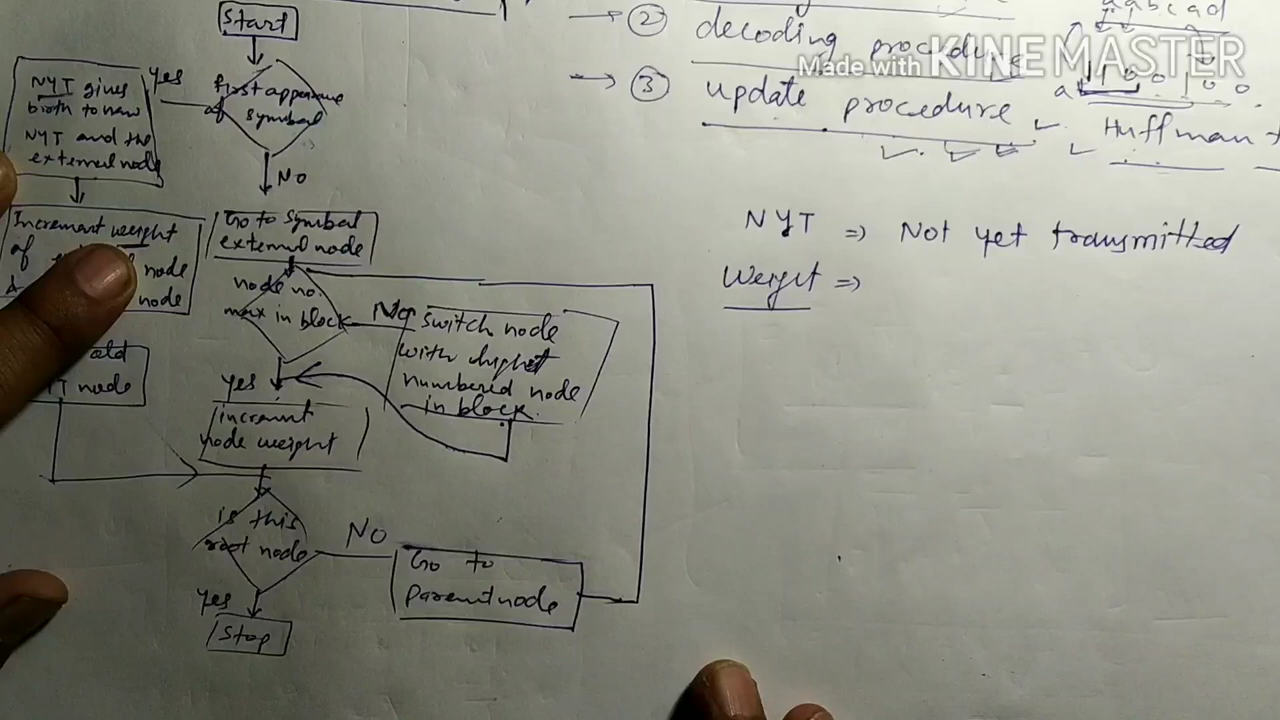 Start
first appearance
of symbol
Yes
NYT gives
birth to new
NYT and the
external node
No
Increment weight
of node
node
old
node
Go to Symbol
external node
node no.
max in block
No
Switch node
with highest
numbered node
in block.
yes
increment
node weight
is this
root node
No
Go to
Parent node
yes
Stop
→ ② decoding procedure
→ ③ update procedure
Made with KINEMASTER
aabcad
a
Huffman
NYT ⇒ Not yet transmitted
Weight ⇒